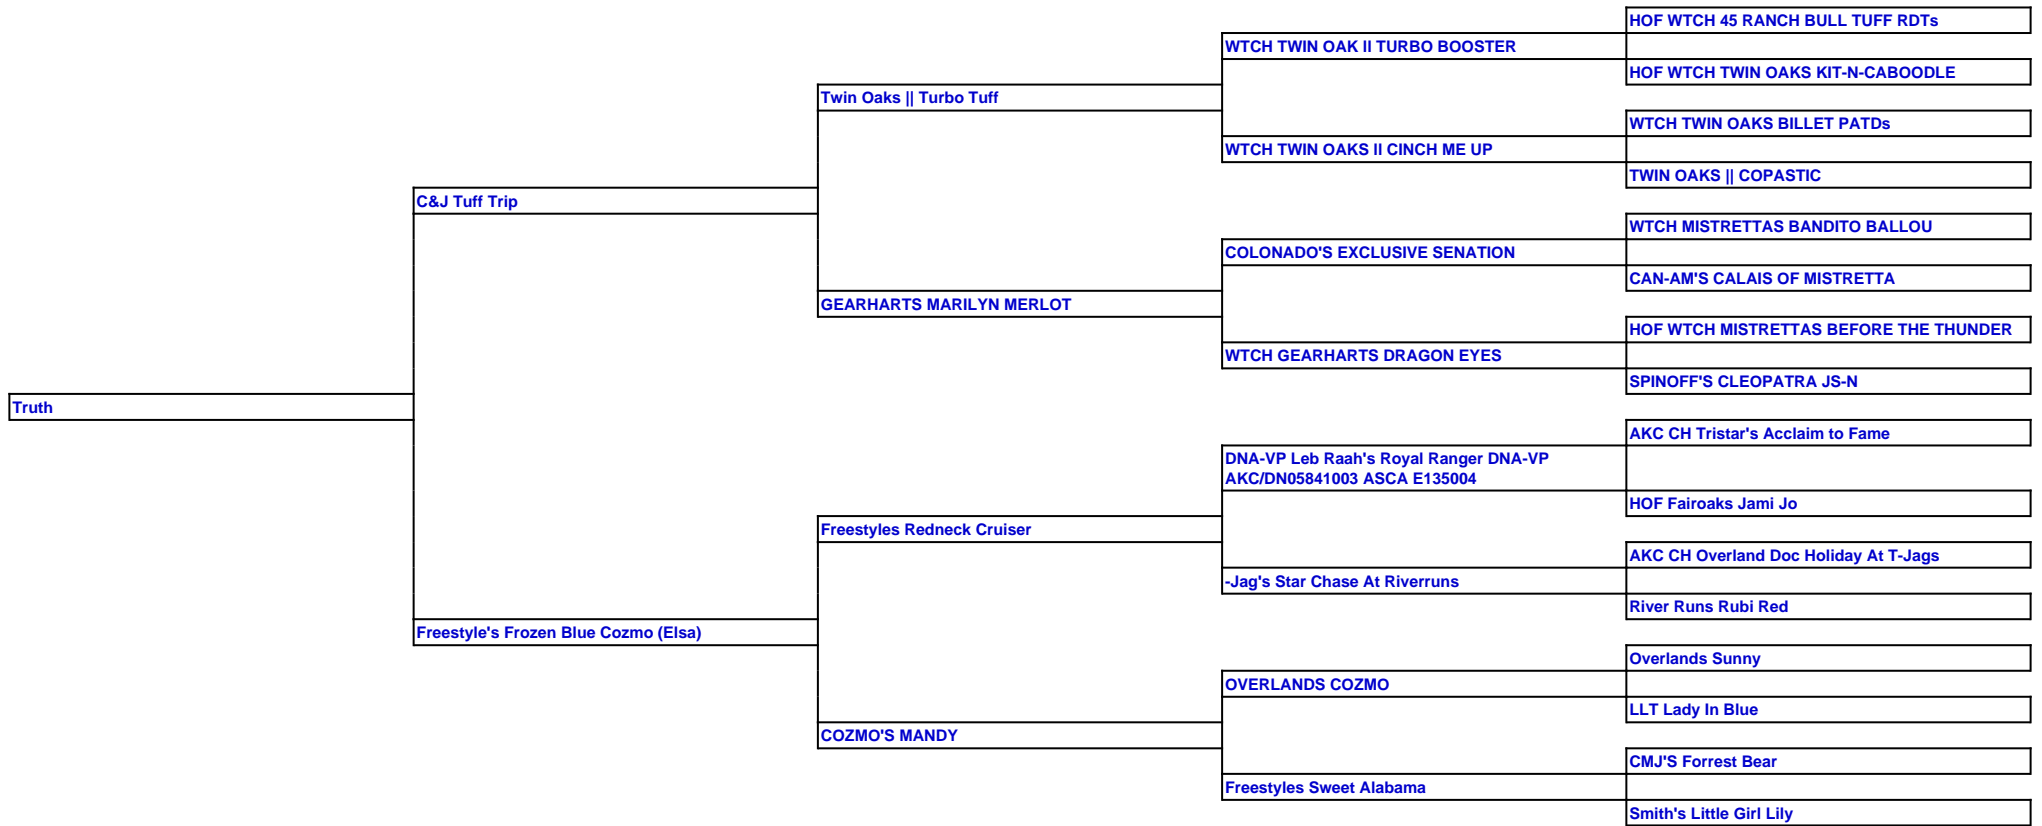 HOF WTCH 45 RANCH BULL TUFF RDTs
WTCH TWIN OAK II TURBO BOOSTER
HOF WTCH TWIN OAKS KIT-N-CABOODLE
Twin Oaks || Turbo Tuff
WTCH TWIN OAKS BILLET PATDs
WTCH TWIN OAKS II CINCH ME UP
TWIN OAKS || COPASTIC
C&J Tuff Trip
WTCH MISTRETTAS BANDITO BALLOU
COLONADO'S EXCLUSIVE SENATION
CAN-AM'S CALAIS OF MISTRETTA
GEARHARTS MARILYN MERLOT
HOF WTCH MISTRETTAS BEFORE THE THUNDER
WTCH GEARHARTS DRAGON EYES
SPINOFF'S CLEOPATRA JS-N
Truth
AKC CH Tristar's Acclaim to Fame
DNA-VP Leb Raah's Royal Ranger DNA-VP
AKC/DN05841003 ASCA E135004
HOF Fairoaks Jami Jo
Freestyles Redneck Cruiser
AKC CH Overland Doc Holiday At T-Jags
-Jag's Star Chase At Riverruns
River Runs Rubi Red
Freestyle's Frozen Blue Cozmo (Elsa)
Overlands Sunny
OVERLANDS COZMO
LLT Lady In Blue
COZMO'S MANDY
CMJ'S Forrest Bear
Freestyles Sweet Alabama
Smith's Little Girl Lily